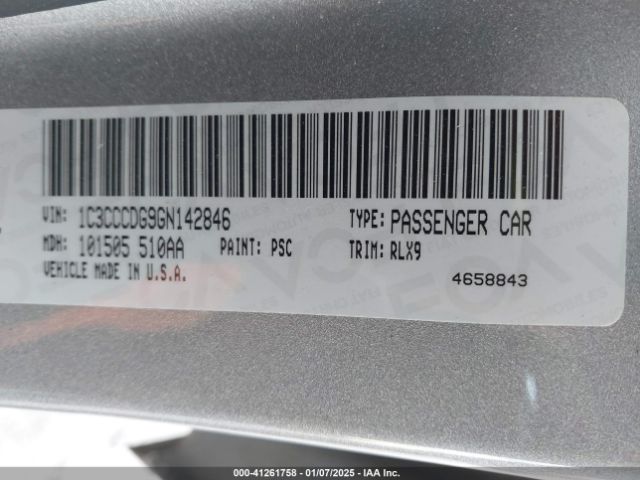 VIN: 1C3CCCDG9GN142846 TYPE: PASSENGER CAR
MDH: 101505 510AA PAINT: PSC TRIM: RLX9
VEHICLE MADE IN U.S.A. 4658843
000-41261758 - 01/07/2025 - IAA Inc.